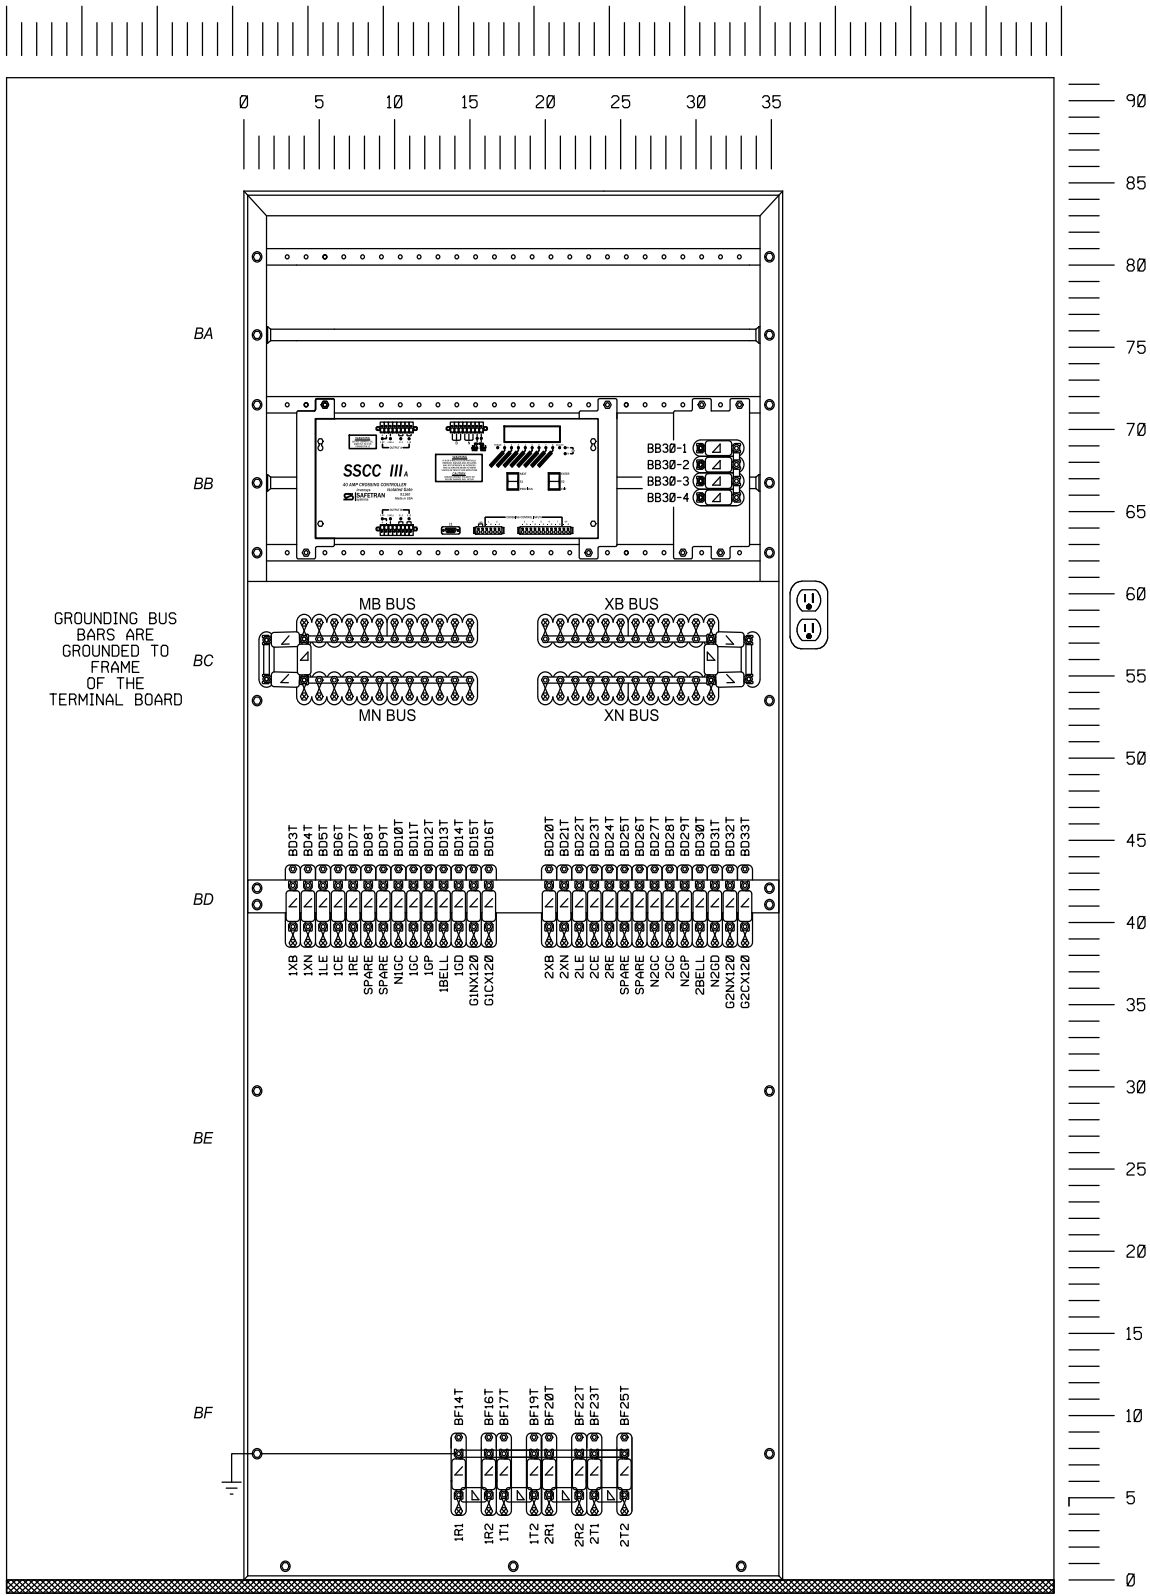 0 5 10 15 20 25 30 35
90
85
80
75
70
65
60
55
50
45
40
35
30
25
20
15
10
5
0
BA
BB
SSCC III A
40 AMP CROSSING CONTROLLER
SAFETRAN
WARNING
CAUTION
BB30-1
BB30-2
BB30-3
BB30-4
GROUNDING BUS
BARS ARE
GROUNDED TO
FRAME
OF THE
TERMINAL BOARD
BC
MB BUS
XB BUS
MN BUS
XN BUS
BD
BD3T BD4T BD5T BD6T BD7T BD8T BD9T BD10T BD11T BD12T BD13T BD14T BD15T BD16T
BD20T BD21T BD22T BD23T BD24T BD25T BD26T BD27T BD28T BD29T BD30T BD31T BD32T BD33T
1XB 1XN 1LE 1CE 1RE SPARE SPARE N1GC 1GC 1GP 1BELL 1GD G1NX120 G1CX120
2XB 2XN 2LE 2CE 2RE SPARE SPARE N2GC 2GC N2GP 2BELL N2GD G2NX120 G2CX120
BE
BF
BF14T BF16T BF17T BF19T BF20T BF22T BF23T BF25T
1R1 1R2 1T1 1T2 2R1 2R2 2T1 2T2